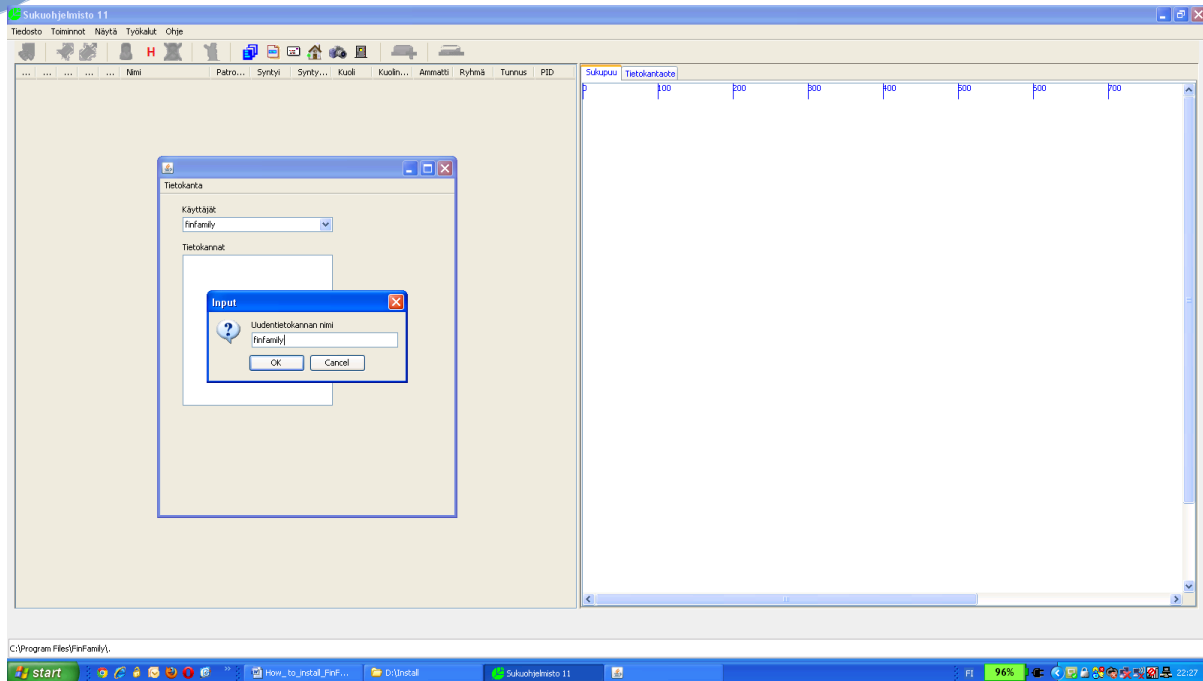 Sukuohjelmisto 11
Tiedosto Toiminnot Näytä Työkalut Ohje
H
... ... ... ... ... Nimi Patro... Syntyi Synty... Kuoli Kuolin... Ammatti Ryhmä Tunnus PID
Sukupuu Tietokantaote
0 100 200 300 400 500 600 700
Tietokanta
Käyttäjät
finfamily
Tietokannat
Input
Uudentietokannan nimi
finfamily
OK Cancel
C:\Program Files\FinFamily\.
start How_to_install_FinF... D:\Install Sukuohjelmisto 11 FI 96% 22:27